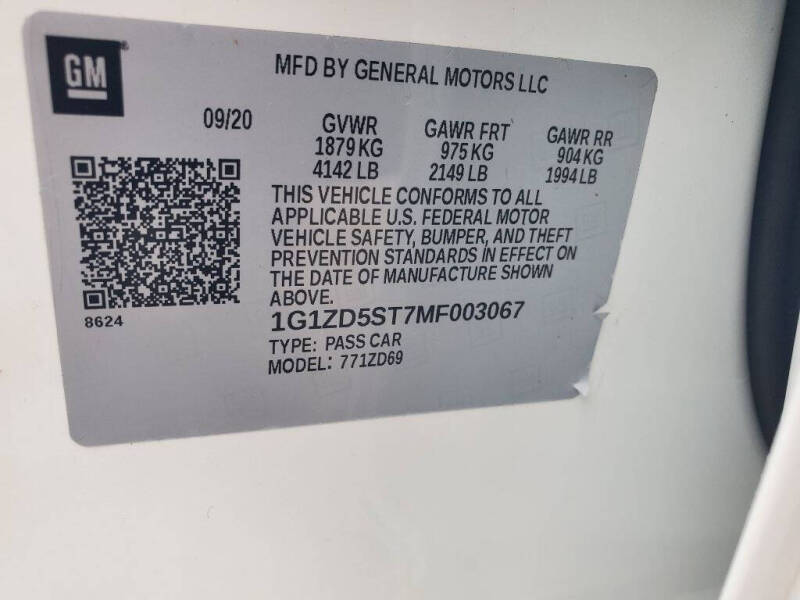 GM
MFD BY GENERAL MOTORS LLC
09/20 GVWR GAWR FRT GAWR RR
1879 KG 975 KG 904 KG
4142 LB 2149 LB 1994 LB
THIS VEHICLE CONFORMS TO ALL
APPLICABLE U.S. FEDERAL MOTOR
VEHICLE SAFETY, BUMPER, AND THEFT
PREVENTION STANDARDS IN EFFECT ON
THE DATE OF MANUFACTURE SHOWN
ABOVE.
8624
1G1ZD5ST7MF003067
TYPE: PASS CAR
MODEL: 771ZD69